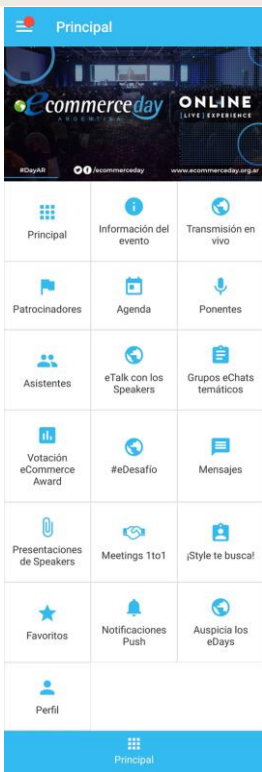 Principal
ecommerceday
ARGENTINA
ONLINE
[LIVE] EXPERIENCE
#DayAR
/ecommerceday
www.ecommerceday.org.ar
Principal
Información del
evento
Transmisión en
vivo
Patrocinadores
Agenda
Ponentes
Asistentes
eTalk con los
Speakers
Grupos eChats
temáticos
Votación
eCommerce
Award
#eDesafío
Mensajes
Presentaciones
de Speakers
Meetings 1to1
¡Style te busca!
Favoritos
Notificaciones
Push
Auspicia los
eDays
Perfil
Principal